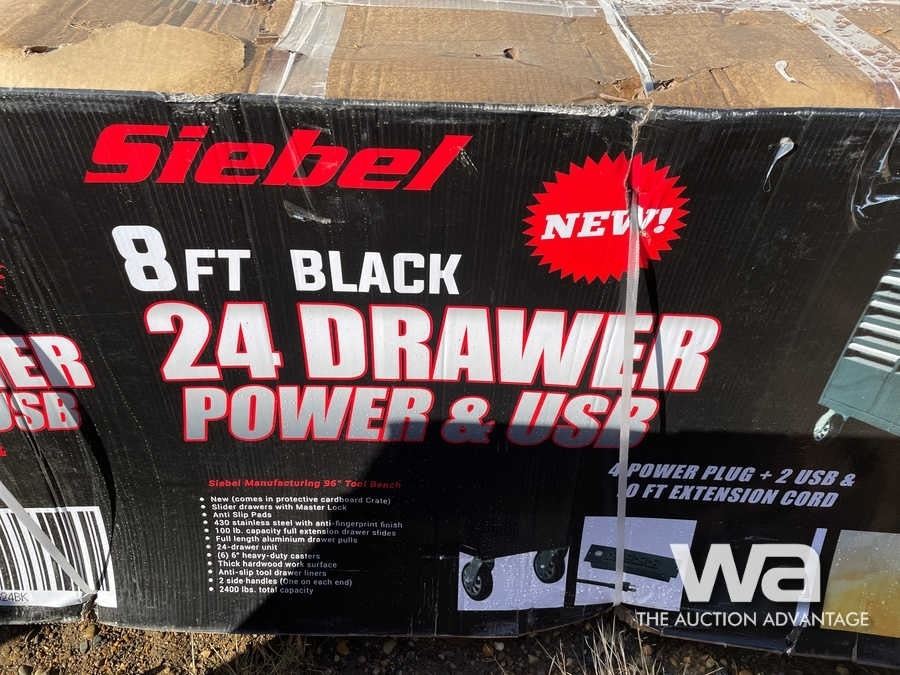 Siebel
NEW!
8 FT BLACK
24 DRAWER
POWER & USB
ER
USB
4 POWER PLUG + 2 USB &
10 FT EXTENSION CORD
Siebel Manufacturing 96" Tool Bench
New (comes in protective cardboard Crate)
Slider drawers with Master Lock
Anti Slip Pads
430 stainless steel with anti-fingerprint finish
100 lb. capacity full extension drawer slides
Full length aluminium drawer pulls
24-drawer unit
(6) 6" heavy-duty casters
Thick hardwood work surface
Anti-slip tool drawer liners
2 side handles (One on each end)
2400 lbs. total capacity
24BK
wa
THE AUCTION ADVANTAGE